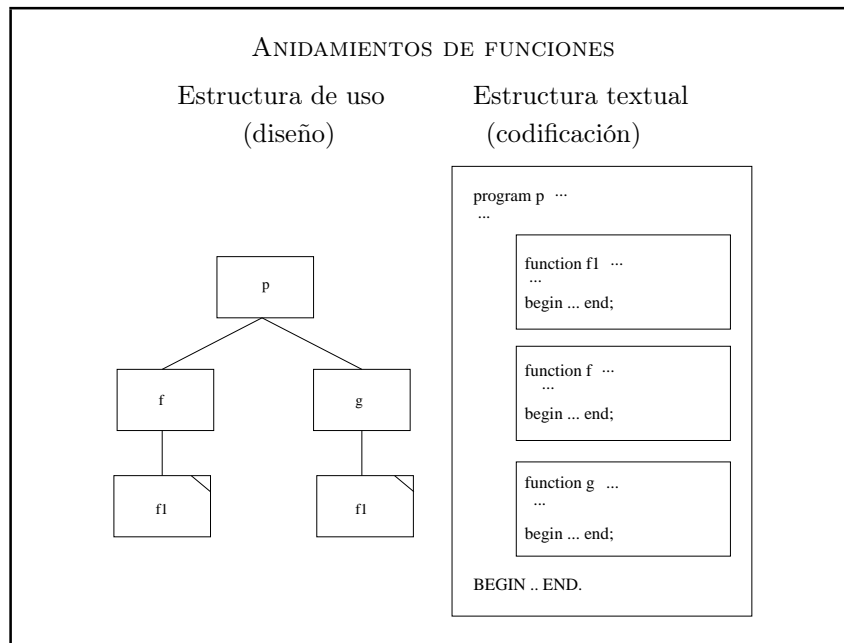 ANIDAMIENTOS DE FUNCIONES
Estructura de uso
(diseño)
Estructura textual
(codificación)
p
f
g
f1
f1
program p ...
...
function f1 ...
...
begin ... end;
function f ...
...
begin ... end;
function g ...
...
begin ... end;
BEGIN .. END.